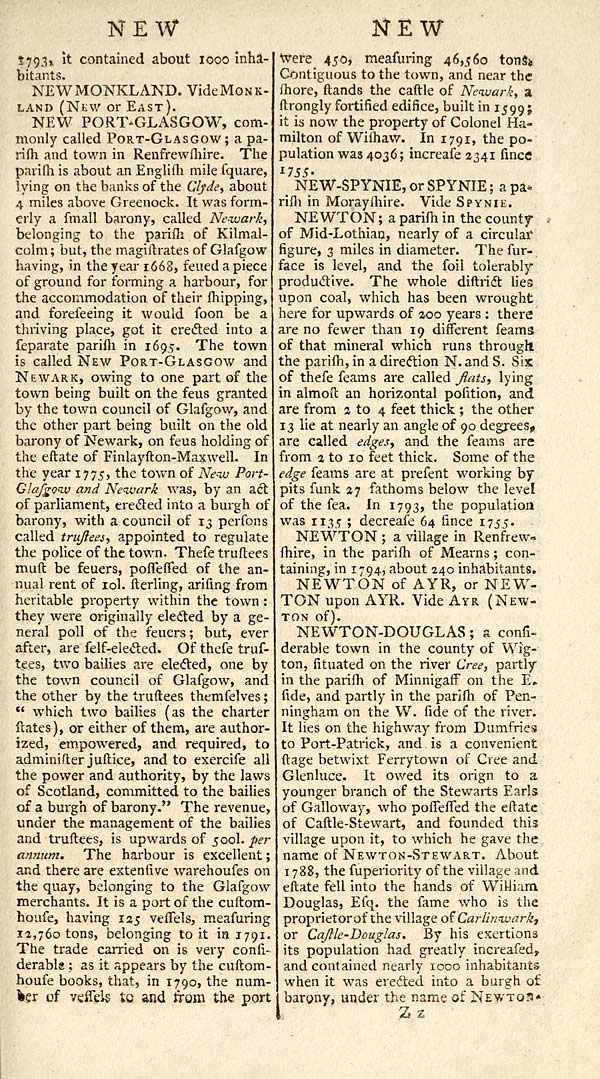 NEW
NEW
1793, it contained about 1000 inha-
bitants.
NEW MONKLAND. Vide MONK-
LAND (NEW or EAST).
NEW PORT-GLASGOW, com-
monly called PORT-GLASGOW; a pa-
riſh and town in Renfrewſhire. The
pariſh is about an Engliſh mile ſquare,
lying on the banks of the Clyde, about
4 miles above Greenock. It was form-
erly a ſmall barony, called Newark,
belonging to the pariſh of Kilmal-
colm; but, the magiſtrates of Glaſgow
having, in the year 1668, feued a piece
of ground for forming a harbour, for
the accommodation of their ſhipping,
and foreſeeing it would ſoon be a
thriving place, got it erected into a
ſeparate pariſh in 1695. The town
is called NEW PORT-GLASGOW and
NEWARK, owing to one part of the
town being built on the feus granted
by the town council of Glaſgow, and
the other part being built on the old
barony of Newark, on feus holding of
the eſtate of Finlayſton-Maxwell. In
the year 1775, the town of New Port-
Glaſgow and Newark was, by an act
of parliament, erected into a burgh of
barony, with a council of 13 perſons
called truſtees, appointed to regulate
the police of the town. Theſe truſtees
muſt be feuers, poſſeſſed of the an-
nual rent of 10l. ſterling, ariſing from
heritable property within the town:
they were originally elected by a ge-
neral poll of the feuers; but, ever
after, are ſelf-elected. Of theſe truſ-
tees, two bailies are elected, one by
the town council of Glaſgow, and
the other by the truſtees themſelves;
“ which two bailies (as the charter
ſtates), or either of them, are author-
ized, empowered, and required, to
adminiſter juſtice, and to exerciſe all
the power and authority, by the laws
of Scotland, committed to the bailies
of a burgh of barony.” The revenue,
under the management of the bailies
and truſtees, is upwards of 500l. per
annum. The harbour is excellent;
and there are extenſive warehouſes on
the quay, belonging to the Glaſgow
merchants. It is a port of the cuſtom-
houſe, having 125 veſſels, meaſuring
12,760 tons, belonging to it in 1791.
The trade carried on is very conſi-
derable; as it appears by the cuſtom-
houſe books, that, in 1790, the num-
ber of veſſels to and from the port
were 450, meaſuring 46,560 tons.
Contiguous to the town, and near the
ſhore, ſtands the caſtle of Newark, a
ſtrongly fortified edifice, built in 1599;
it is now the property of Colonel Ha-
milton of Wiſhaw. In 1791, the po-
pulation was 4036; increaſe 2341 ſince
1755.
NEW-SPYNIE, or SPYNIE; a pa-
riſh in Morayſhire. Vide SPYNIE.
NEWTON; a pariſh in the county
of Mid-Lothian, nearly of a circular
figure, 3 miles in diameter. The ſur-
face is level, and the ſoil tolerably
productive. The whole diſtrict lies
upon coal, which has been wrought
here for upwards of 200 years: there
are no fewer than 19 different ſeams
of that mineral which runs through
the pariſh, in a direction N. and S. Six
of theſe ſeams are called flats, lying
in almoſt an horizontal poſition, and
are from 2 to 4 feet thick; the other
13 lie at nearly an angle of 90 degrees,
are called edges, and the ſeams are
from 2 to 10 feet thick. Some of the
edge ſeams are at preſent working by
pits ſunk 27 fathoms below the level
of the ſea. In 1793, the population
was 1135; decreaſe 64 ſince 1755.
NEWTON; a village in Renfrew-
ſhire, in the pariſh of Mearns; con-
taining, in 1794, about 240 inhabitants.
NEWTON of AYR, or NEW-
TON upon AYR. Vide AYR (NEW-
TON of).
NEWTON-DOUGLAS; a conſi-
derable town in the county of Wig-
ton, ſituated on the river Cree, partly
in the pariſh of Minnigaff on the E.
ſide, and partly in the pariſh of Pen-
ningham on the W. ſide of the river.
It lies on the highway from Dumfries
to Port-Patrick, and is a convenient
ſtage betwixt Ferrytown of Cree and
Glenluce. It owed its orign to a
younger branch of the Stewarts Earls
of Galloway, who poſſeſſed the eſtate
of Caſtle-Stewart, and founded this
village upon it, to which he gave the
name of NEWTON-STEWART. About
1788, the ſuperiority of the village and
eſtate fell into the hands of William
Douglas, Eſq. the ſame who is the
proprietor of the village of Carlinwark,
or Caſtle-Douglas. By his exertions
its population had greatly increaſed,
and contained nearly 1000 inhabitants
when it was erected into a burgh of
barony, under the name of NEWTON-
Z z